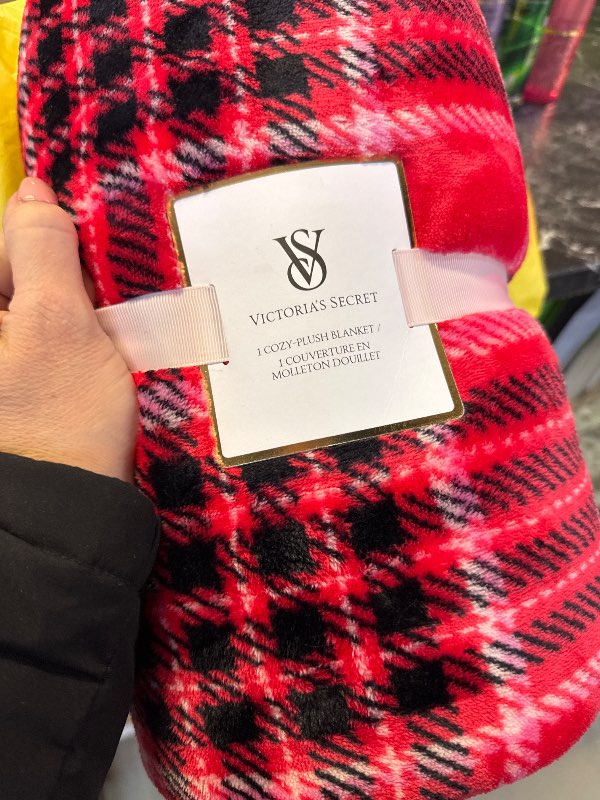 VS
VICTORIA'S SECRET
1 COZY-PLUSH BLANKET /
1 COUVERTURE EN
MOLLETON DOUILLET